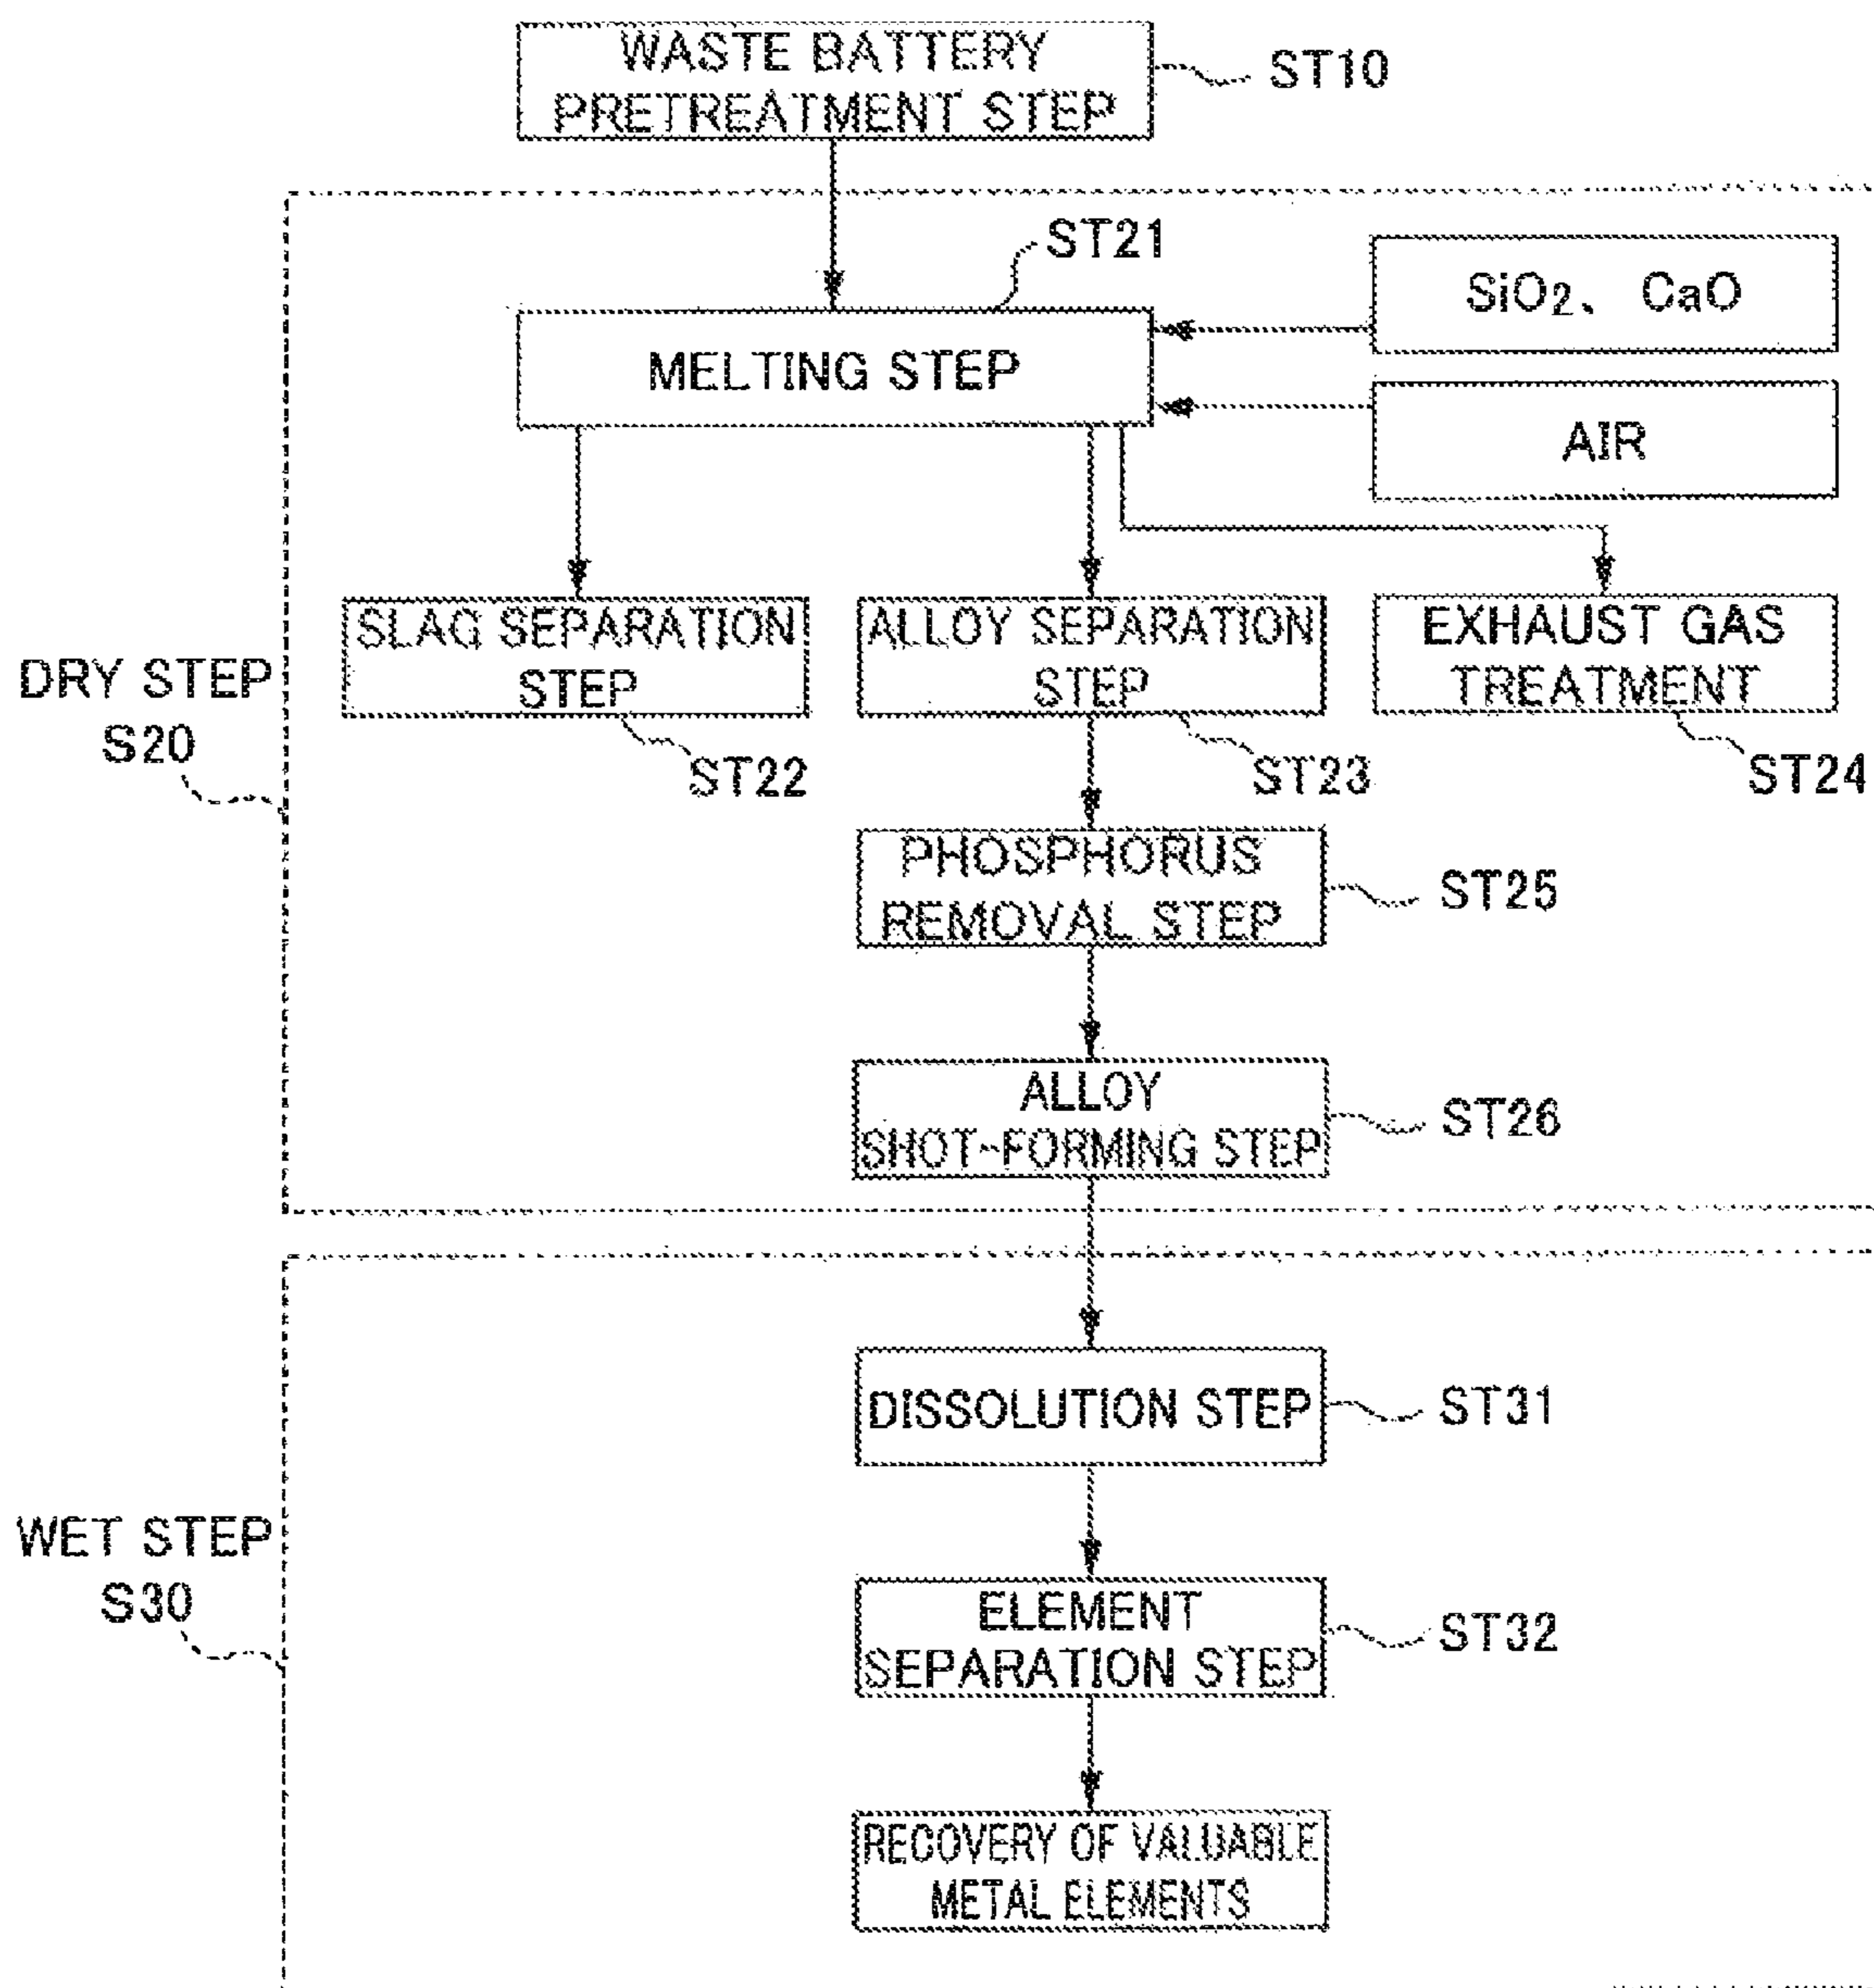 WASTE BATTERY
PRETREATMENT STEP
ST10
ST21
SiO2、 CaO
MELTING STEP
AIR
SLAG SEPARATION
STEP
ST22
ALLOY SEPARATION
STEP
ST23
EXHAUST GAS
TREATMENT
ST24
DRY STEP
S20
PHOSPHORUS
REMOVAL STEP
ST25
ALLOY
SHOT-FORMING STEP
ST26
DISSOLUTION STEP
ST31
WET STEP
S30
ELEMENT
SEPARATION STEP
ST32
RECOVERY OF VALUABLE
METAL ELEMENTS